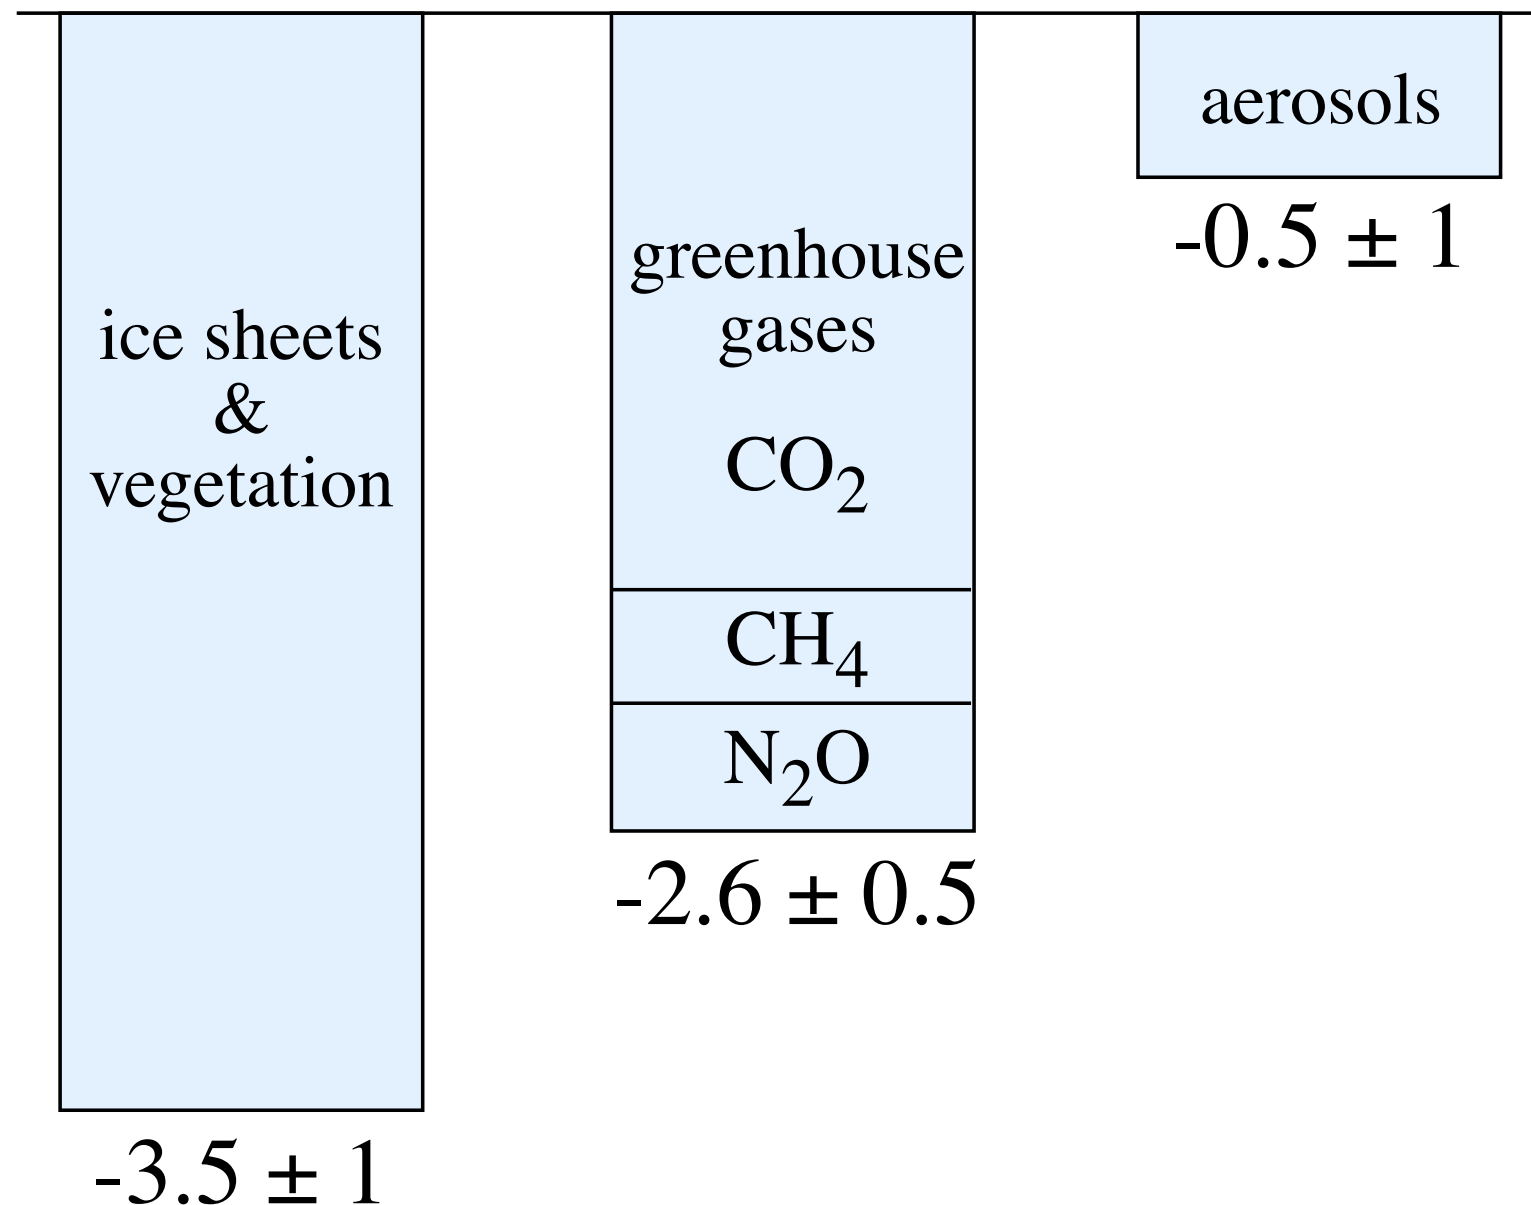 ice sheets
&
vegetation
-3.5 ± 1
greenhouse
gases
CO₂
CH₄
N₂O
-2.6 ± 0.5
aerosols
-0.5 ± 1